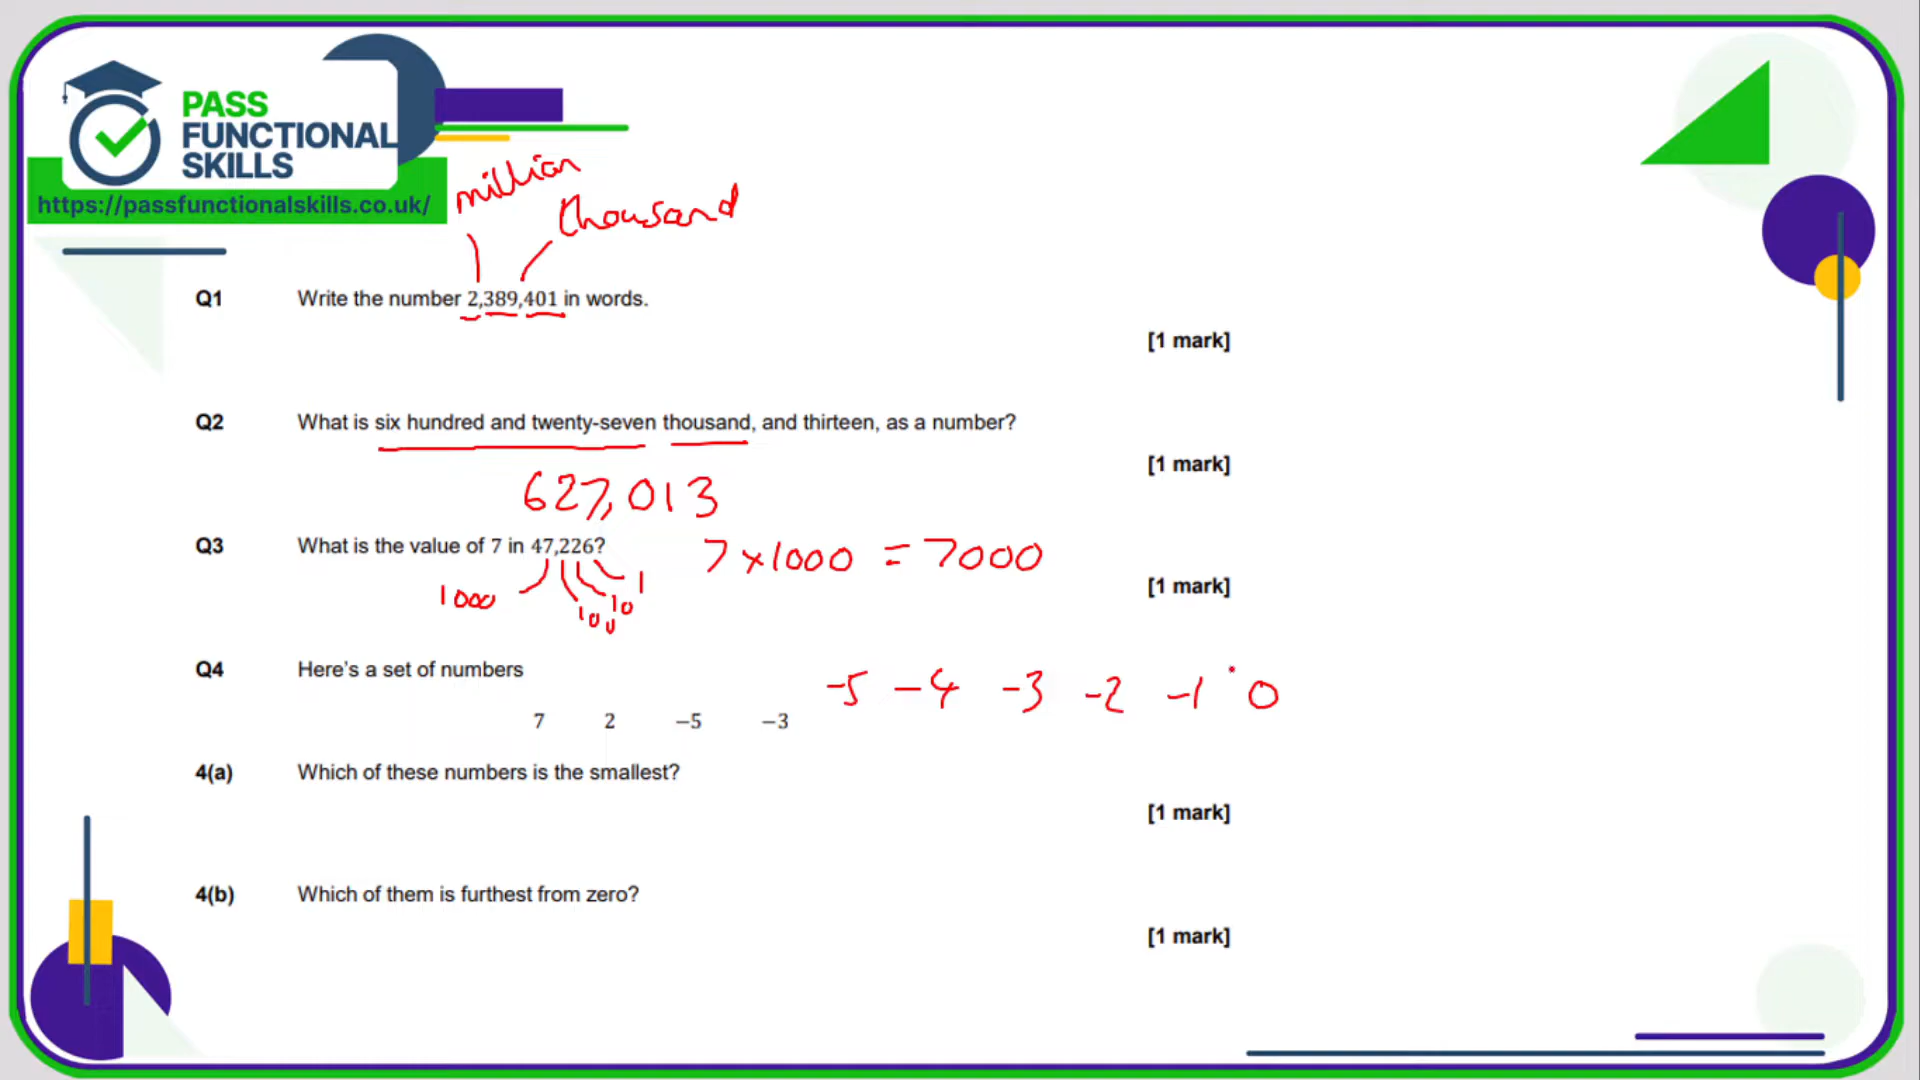 PASS
FUNCTIONAL
SKILLS
https://passfunctionalskills.co.uk/
million
thousand
Q1 Write the number 2,389,401 in words.
[1 mark]
Q2 What is six hundred and twenty-seven thousand, and thirteen, as a number?
[1 mark]
627,013
Q3 What is the value of 7 in 47,226? 7 x 1000 = 7000
1000 100 10 1
[1 mark]
Q4 Here's a set of numbers
-5 -4 -3 -2 -1 0
7 2 −5 −3
4(a) Which of these numbers is the smallest?
[1 mark]
4(b) Which of them is furthest from zero?
[1 mark]